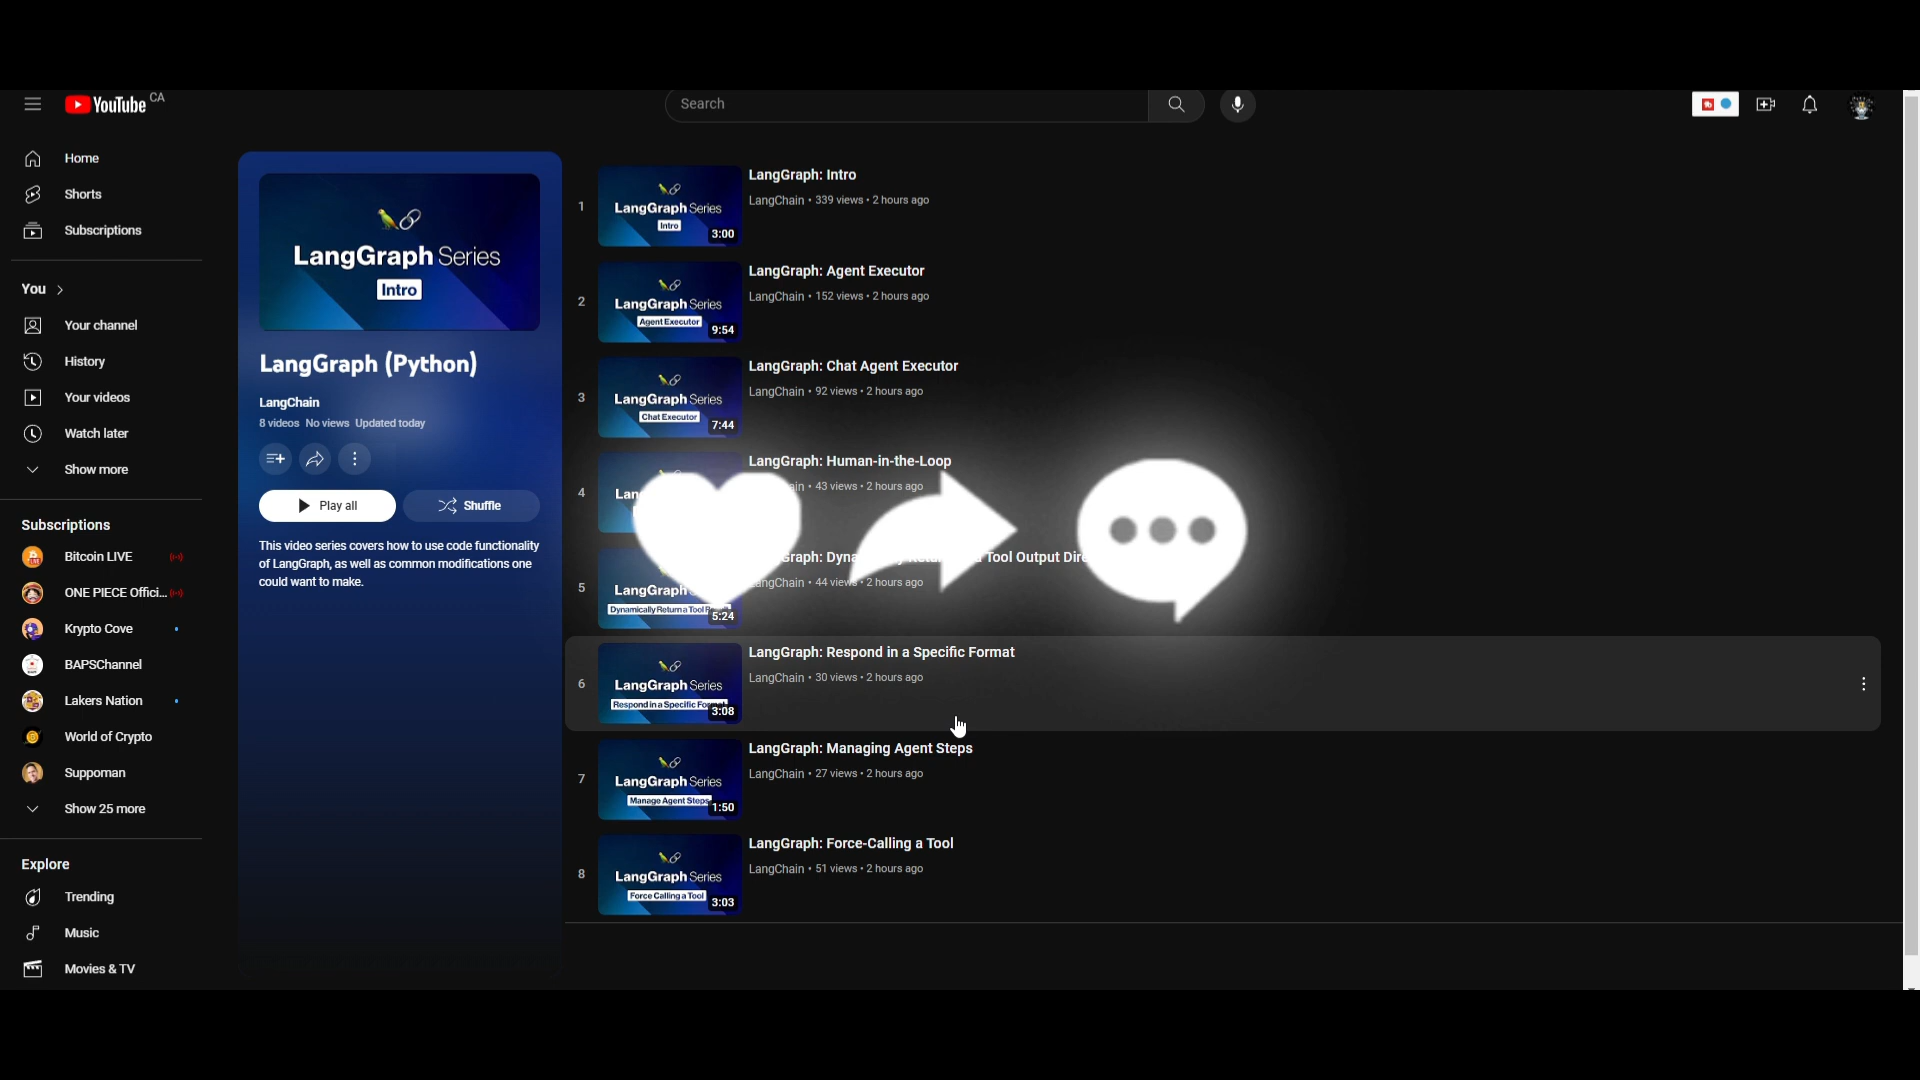 YouTube CA
Search
Home
Shorts
Subscriptions
You
Your channel
History
Your videos
Watch later
Show more
Subscriptions
Bitcoin LIVE
ONE PIECE Offici...
Krypto Cove
BAPSChannel
Lakers Nation
World of Crypto
Suppoman
Show 25 more
Explore
Trending
Music
Movies & TV
LangGraph Series
Intro
LangGraph (Python)
LangChain
8 videos No views Updated today
Play all
Shuffle
This video series covers how to use code functionality
of LangGraph, as well as common modifications one
could want to make.
1
LangGraph Series
Intro
3:00
LangGraph: Intro
LangChain • 339 views • 2 hours ago
2
LangGraph Series
Agent Executor
9:54
LangGraph: Agent Executor
LangChain • 152 views • 2 hours ago
3
LangGraph Series
Chat Executor
7:44
LangGraph: Chat Agent Executor
LangChain • 92 views • 2 hours ago
4
LangGraph: Human-in-the-Loop
43 views • 2 hours ago
5
LangGraph
Dynamically Return a Tool
5:24
Tool Output
44 views • 2 hours ago
6
LangGraph Series
Respond in a Specific
3:08
LangGraph: Respond in a Specific Format
LangChain • 30 views • 2 hours ago
7
LangGraph Series
Manage Agent Steps
1:50
LangGraph: Managing Agent Steps
LangChain • 27 views • 2 hours ago
8
LangGraph Series
Force Calling a Tool
3:03
LangGraph: Force-Calling a Tool
LangChain • 51 views • 2 hours ago